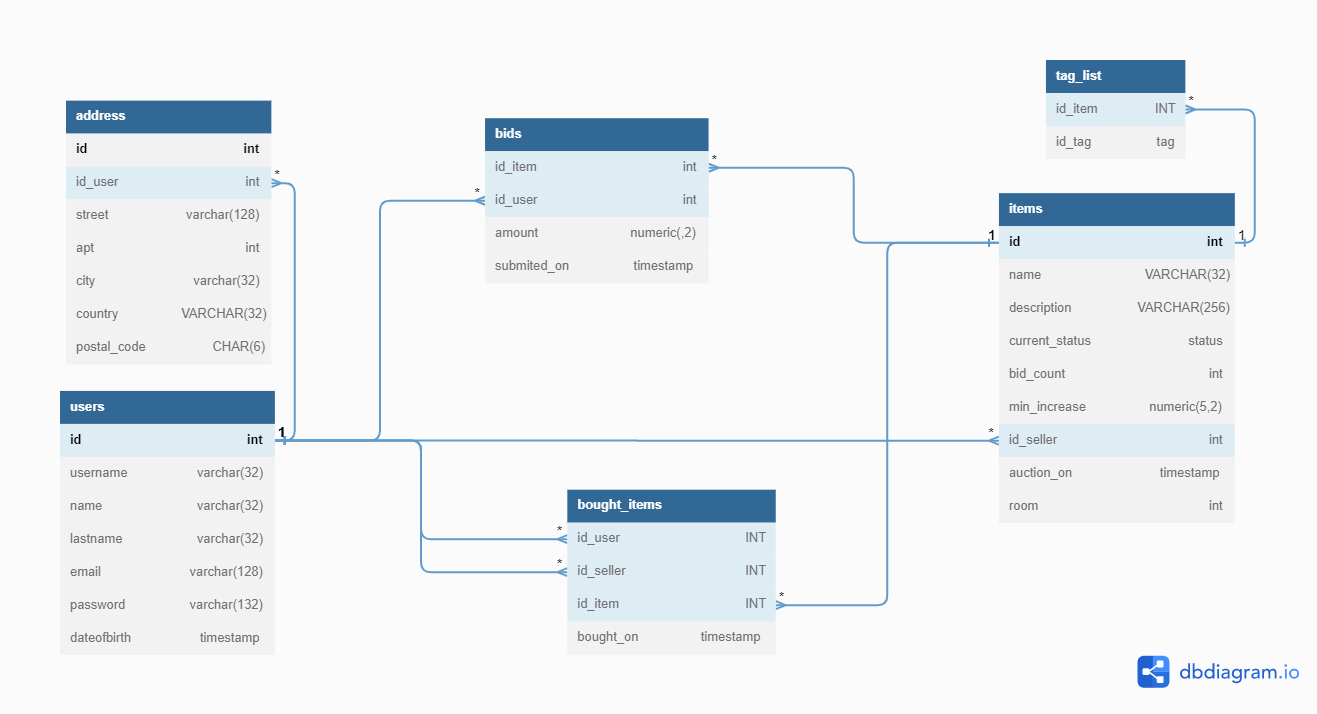 address
id int
id_user int
street varchar(128)
apt int
city varchar(32)
country VARCHAR(32)
postal_code CHAR(6)
*
users
id int
username varchar(32)
name varchar(32)
lastname varchar(32)
email varchar(128)
password varchar(132)
dateofbirth timestamp
1
bids
id_item int
id_user int
amount numeric(,2)
submited_on timestamp
*
*
bought_items
id_user INT
id_seller INT
id_item INT
bought_on timestamp
*
*
*
tag_list
id_item INT
id_tag tag
*
items
id int
name VARCHAR(32)
description VARCHAR(256)
current_status status
bid_count int
min_increase numeric(5,2)
id_seller int
auction_on timestamp
room int
1
1
*
dbdiagram.io